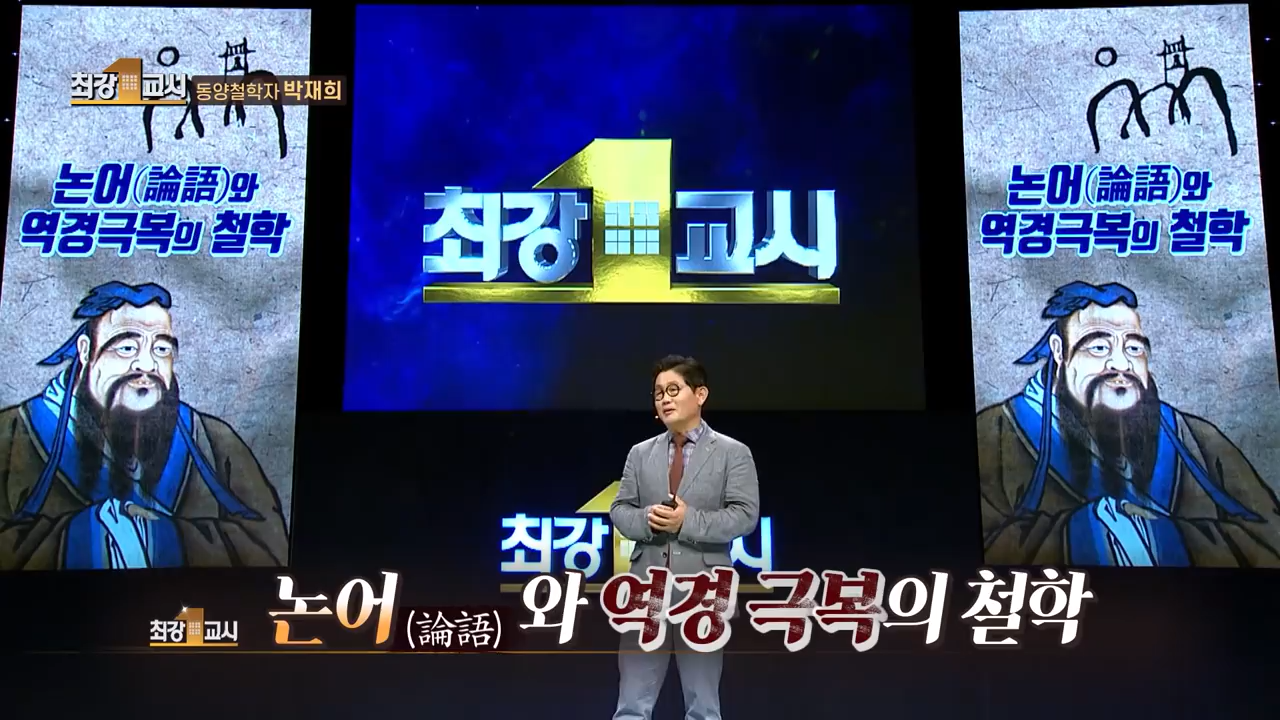 최강1교시 동양철학자 박재희
논어(論語)와
역경극복의 철학
최강1교시
논어(論語)와
역경극복의 철학
최강1교시
최강1교시 논어(論語)와 역경 극복의 철학